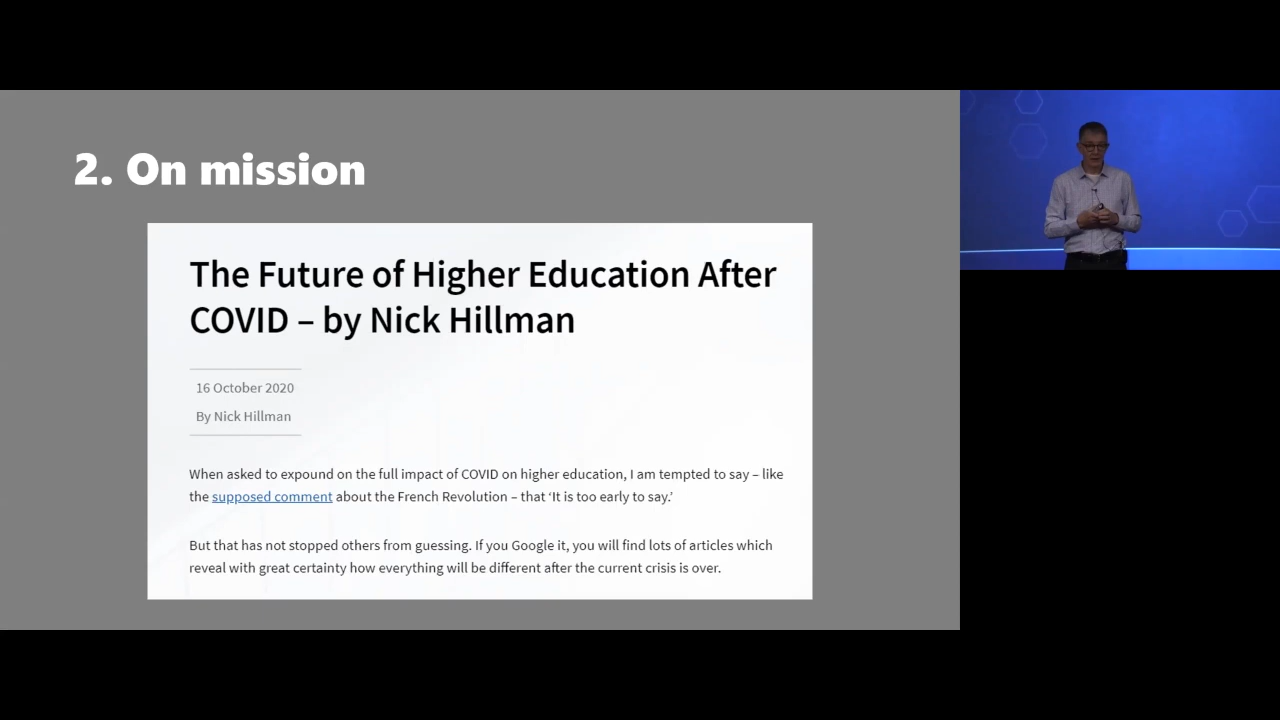 2. On mission
The Future of Higher Education After
COVID – by Nick Hillman
16 October 2020
By Nick Hillman
When asked to expound on the full impact of COVID on higher education, I am tempted to say – like
the supposed comment about the French Revolution – that ‘It is too early to say.’
But that has not stopped others from guessing. If you Google it, you will find lots of articles which
reveal with great certainty how everything will be different after the current crisis is over.